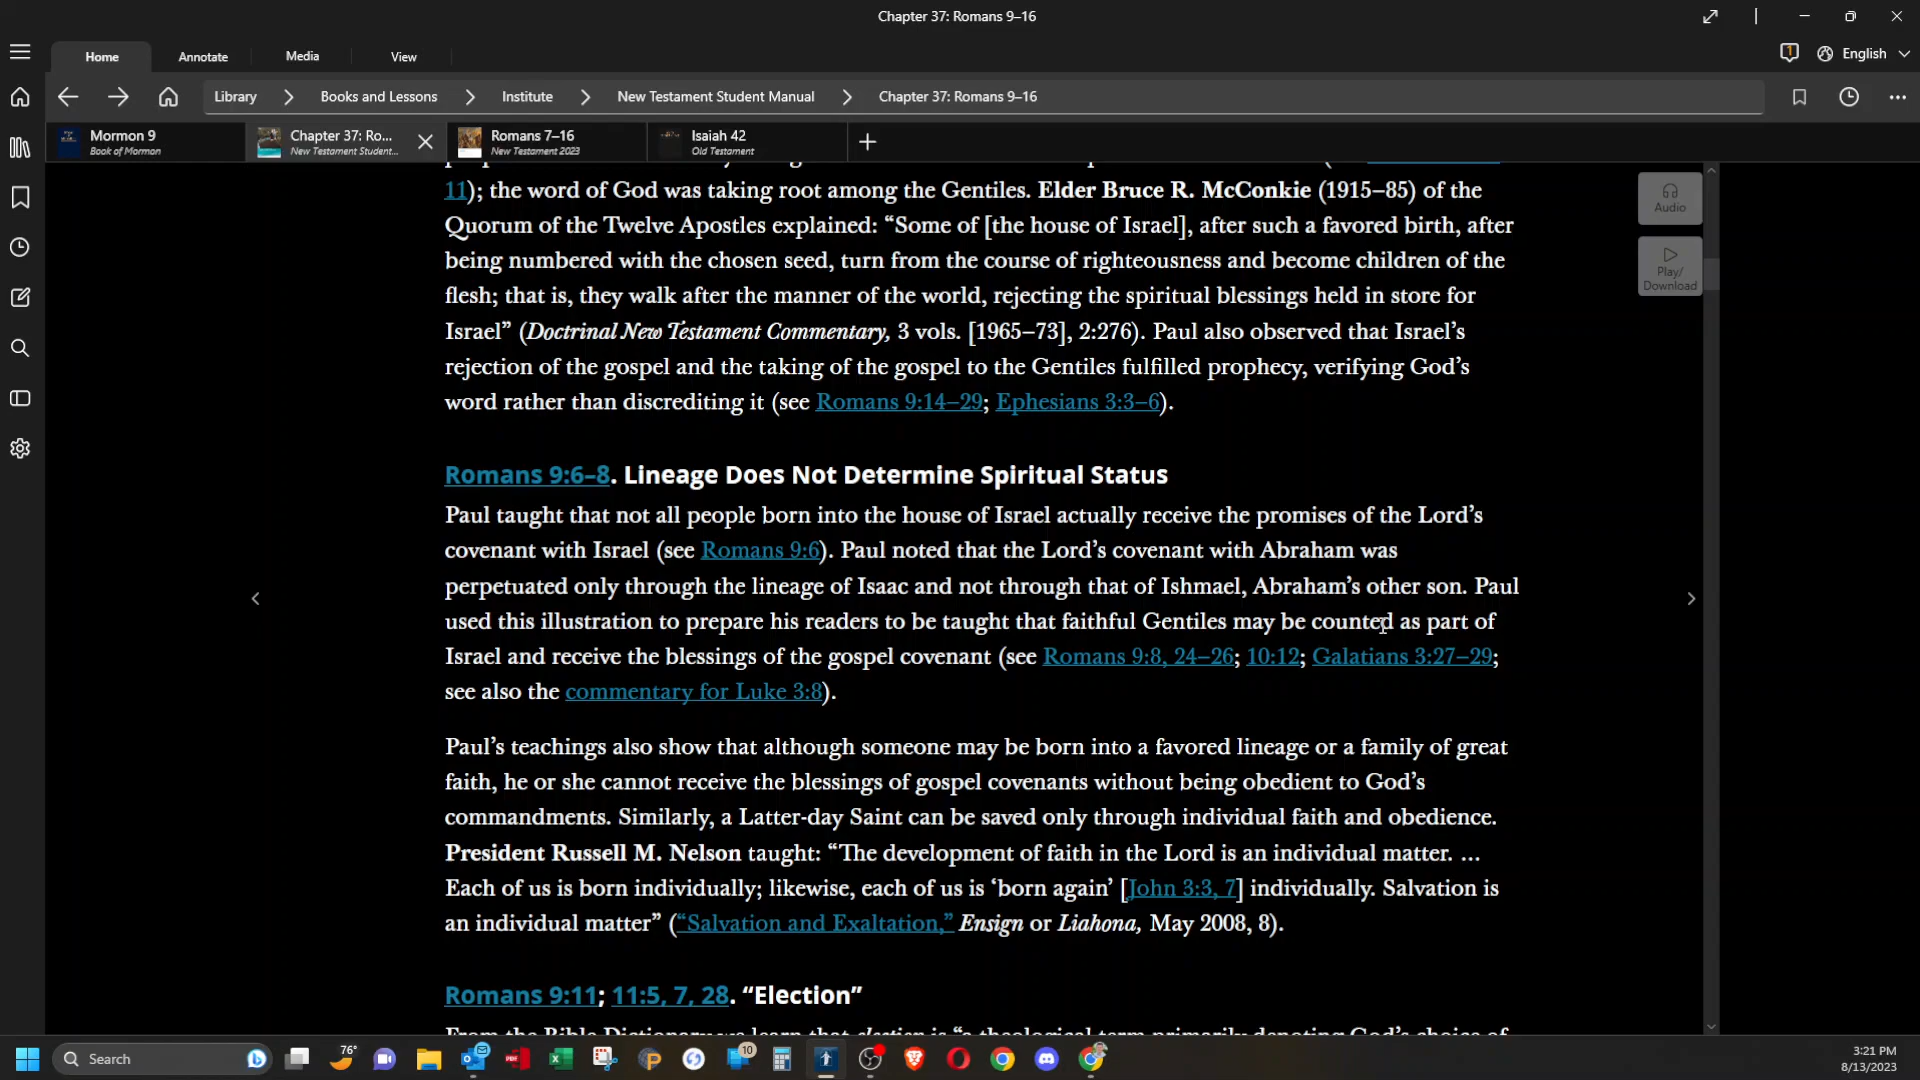 Chapter 37: Romans 9–16
Home
Annotate
Media
View
1
English
Library
Books and Lessons
Institute
New Testament Student Manual
Chapter 37: Romans 9–16
Mormon 9
Book of Mormon
Chapter 37: Ro...
New Testament Student...
Romans 7–16
New Testament 2023
Isaiah 42
Old Testament
11); the word of God was taking root among the Gentiles. Elder Bruce R. McConkie (1915–85) of the
Quorum of the Twelve Apostles explained: “Some of [the house of Israel], after such a favored birth, after
being numbered with the chosen seed, turn from the course of righteousness and become children of the
flesh; that is, they walk after the manner of the world, rejecting the spiritual blessings held in store for
Israel” (Doctrinal New Testament Commentary, 3 vols. [1965–73], 2:276). Paul also observed that Israel’s
rejection of the gospel and the taking of the gospel to the Gentiles fulfilled prophecy, verifying God’s
word rather than discrediting it (see Romans 9:14–29; Ephesians 3:3–6).
Audio
Play/
Download
Romans 9:6–8. Lineage Does Not Determine Spiritual Status
Paul taught that not all people born into the house of Israel actually receive the promises of the Lord’s
covenant with Israel (see Romans 9:6). Paul noted that the Lord’s covenant with Abraham was
perpetuated only through the lineage of Isaac and not through that of Ishmael, Abraham’s other son. Paul
used this illustration to prepare his readers to be taught that faithful Gentiles may be counted as part of
Israel and receive the blessings of the gospel covenant (see Romans 9:8, 24–26; 10:12; Galatians 3:27–29;
see also the commentary for Luke 3:8).
Paul’s teachings also show that although someone may be born into a favored lineage or a family of great
faith, he or she cannot receive the blessings of gospel covenants without being obedient to God’s
commandments. Similarly, a Latter-day Saint can be saved only through individual faith and obedience.
President Russell M. Nelson taught: “The development of faith in the Lord is an individual matter. …
Each of us is born individually; likewise, each of us is ‘born again’ [John 3:3, 7] individually. Salvation is
an individual matter” (“Salvation and Exaltation,” Ensign or Liahona, May 2008, 8).
Romans 9:11; 11:5, 7, 28. “Election”
From the Bible Dictionary we learn that election is “a theological term primarily denoting God’s choice of
Search
76°
PDF
10
3:21 PM
8/13/2023